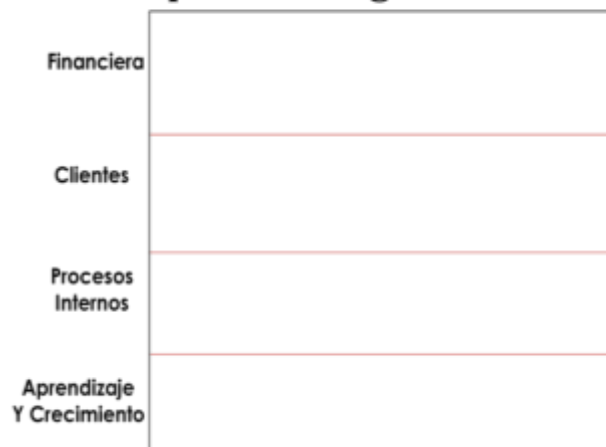 Financiera
Clientes
Procesos
Internos
Aprendizaje
Y Crecimiento